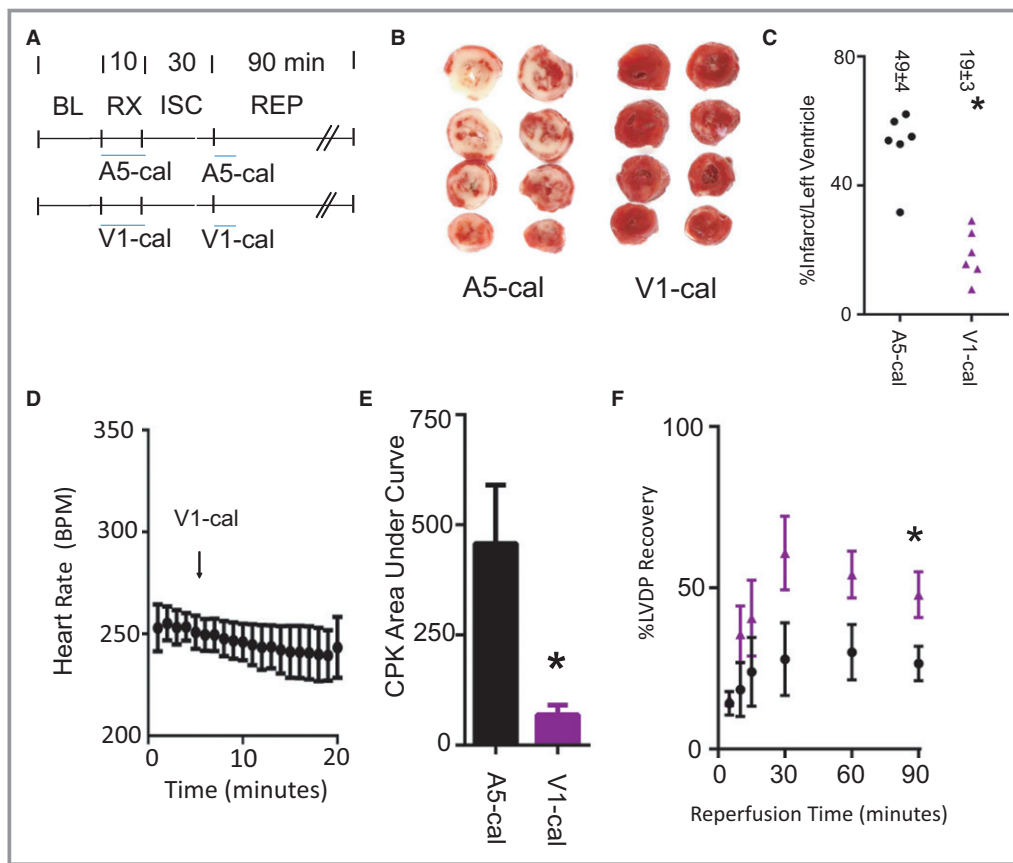 A
10 30 90 min
BL RX ISC REP
A5-cal A5-cal
V1-cal V1-cal
B
A5-cal V1-cal
C
%Infarct/Left Ventricle
80
40
0
49±4
19±3
*
A5-cal
V1-cal
D
Heart Rate (BPM)
350
300
250
200
V1-cal
0 10 20
Time (minutes)
E
CPK Area Under Curve
750
500
250
0
*
A5-cal
V1-cal
F
%LVDP Recovery
100
50
0
*
0 30 60 90
Reperfusion Time (minutes)